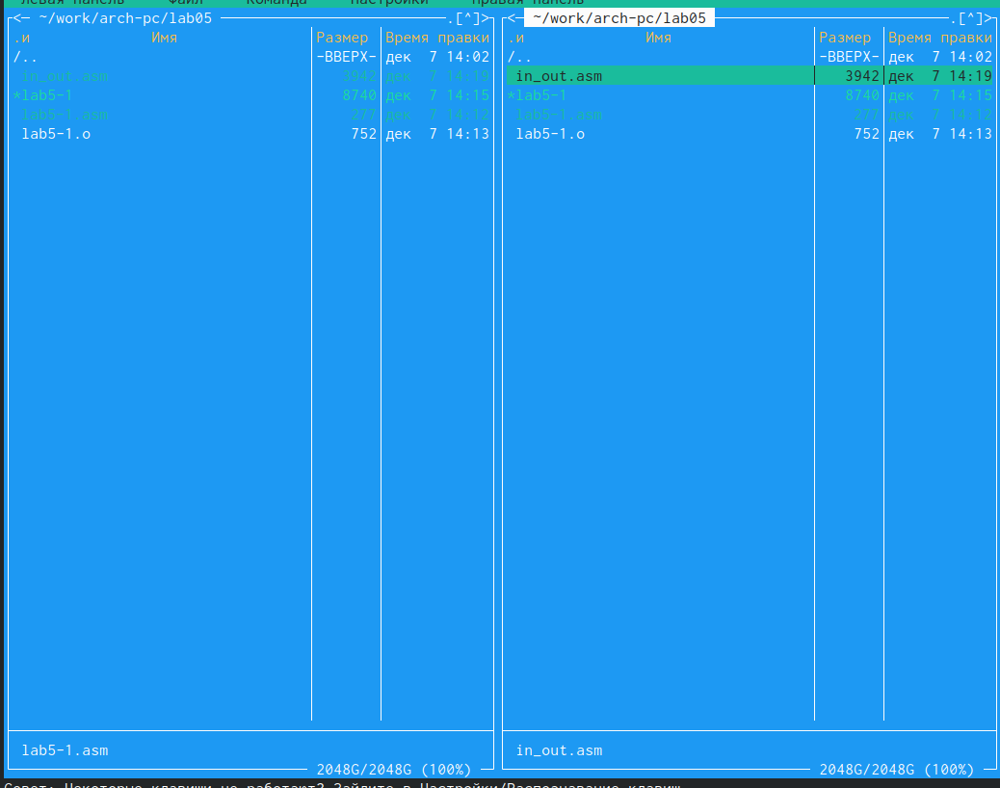 Левая панель Файл Команда Настройки Правая панель
<— ~/work/arch-pc/lab05 .[^]> <— ~/work/arch-pc/lab05 .[^]>
.и Имя Размер Время правки .и Имя Размер Время правки
/.. -ВВЕРХ- дек 7 14:02 /.. -ВВЕРХ- дек 7 14:02
in_out.asm 3942 дек 7 14:19 in_out.asm 3942 дек 7 14:19
*lab5-1 8740 дек 7 14:15 *lab5-1 8740 дек 7 14:15
lab5-1.asm 277 дек 7 14:12 lab5-1.asm 277 дек 7 14:12
lab5-1.o 752 дек 7 14:13 lab5-1.o 752 дек 7 14:13
lab5-1.asm in_out.asm
2048G/2048G (100%) 2048G/2048G (100%)
Совет: Некоторые клавиши не работают? Зайдите в Настройки/Распознавание клавиш